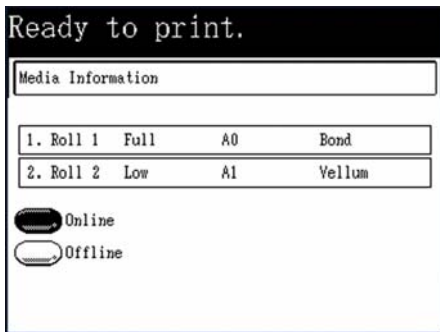 Ready to print.
Media Information
1. Roll 1 Full A0 Bond
2. Roll 2 Low A1 Vellum
Online
Offline